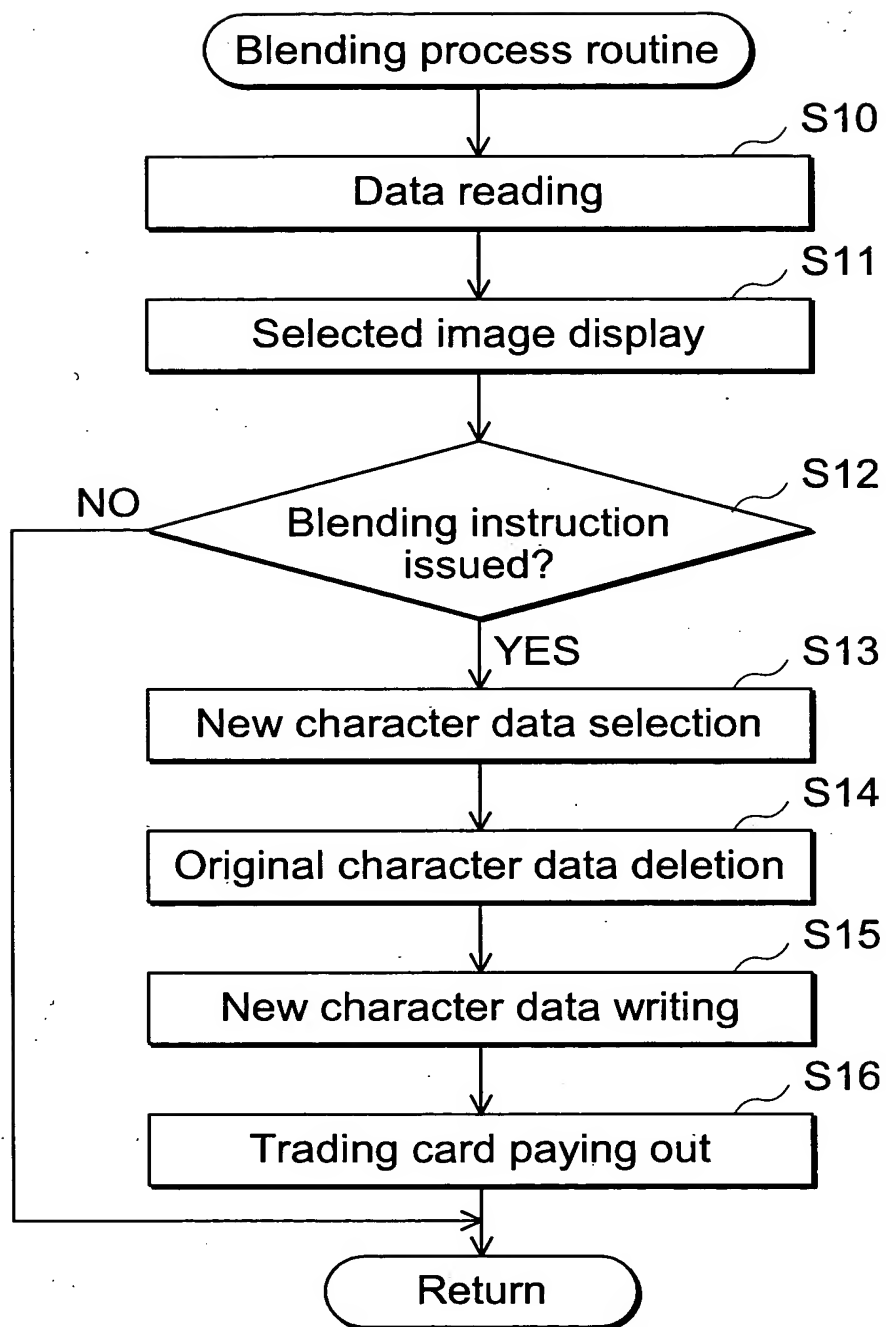 Blending process routine
S10
Data reading
S11
Selected image display
S12
NO
Blending instruction
issued?
YES
S13
New character data selection
S14
Original character data deletion
S15
New character data writing
S16
Trading card paying out
Return